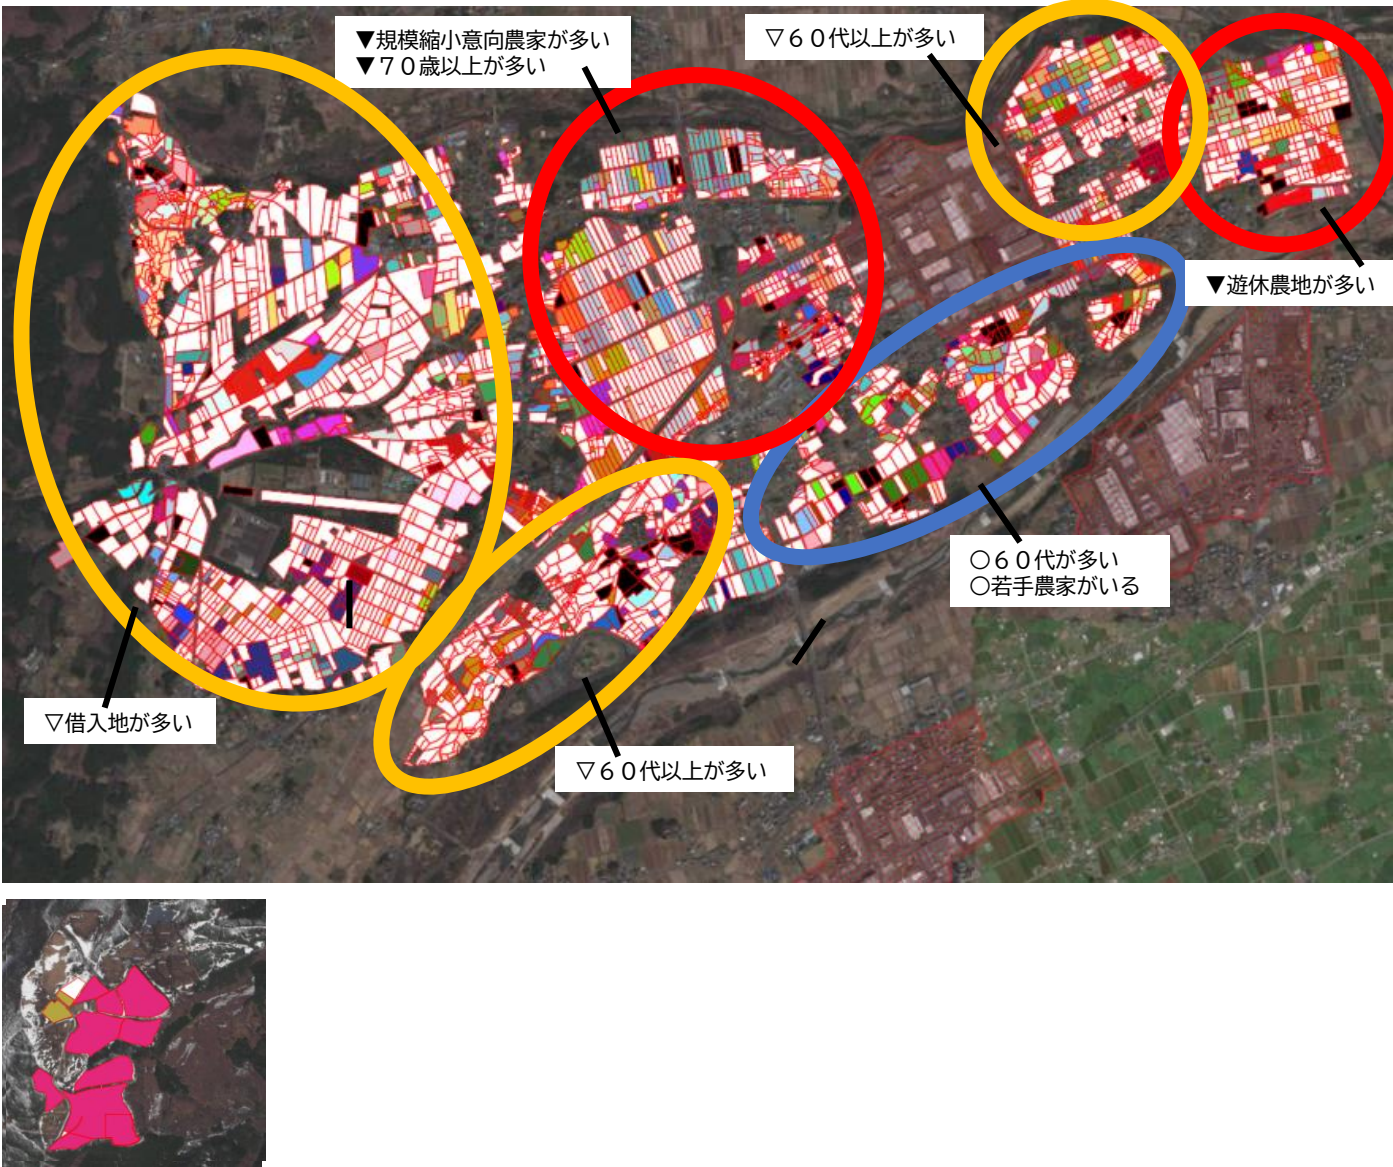 ▼規模縮小意向農家が多い
▼７０歳以上が多い
▽６０代以上が多い
▼遊休農地が多い
〇６０代が多い
〇若手農家がいる
▽借入地が多い
▽６０代以上が多い